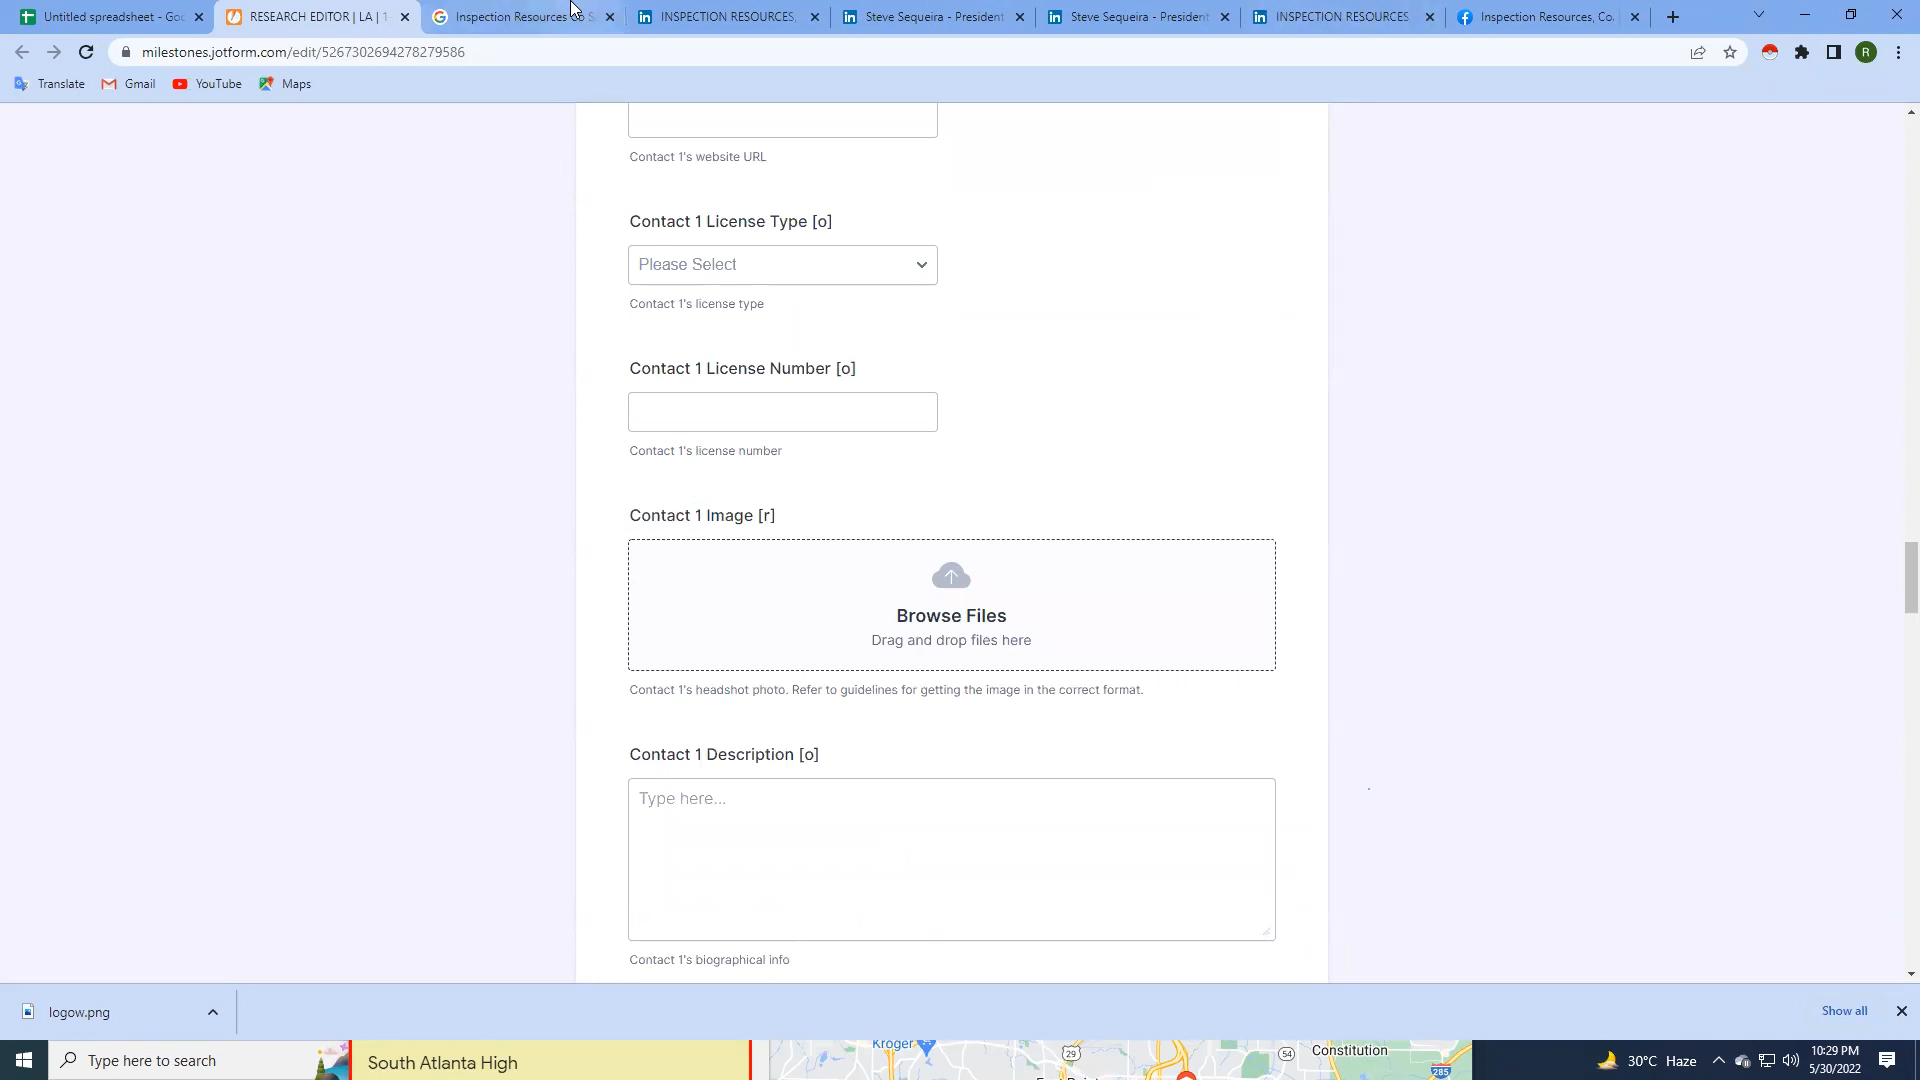 Untitled spreadsheet - Goo
RESEARCH EDITOR | LA | 1
Inspection Resources
INSPECTION RESOURCES,
Steve Sequeira - President
Steve Sequeira - President
INSPECTION RESOURCES
Inspection Resources, Co
milestones.jotform.com/edit/5267302694278279586
R
Translate
Gmail
YouTube
Maps
Contact 1's website URL
Contact 1 License Type [o]
Please Select
Contact 1's license type
Contact 1 License Number [o]
Contact 1's license number
Contact 1 Image [r]
Browse Files
Drag and drop files here
Contact 1's headshot photo. Refer to guidelines for getting the image in the correct format.
Contact 1 Description [o]
Type here...
Contact 1's biographical info
logow.png
Show all
Type here to search
South Atlanta High
Kroger
29
54
Constitution
285
30°C Haze
10:29 PM
5/30/2022